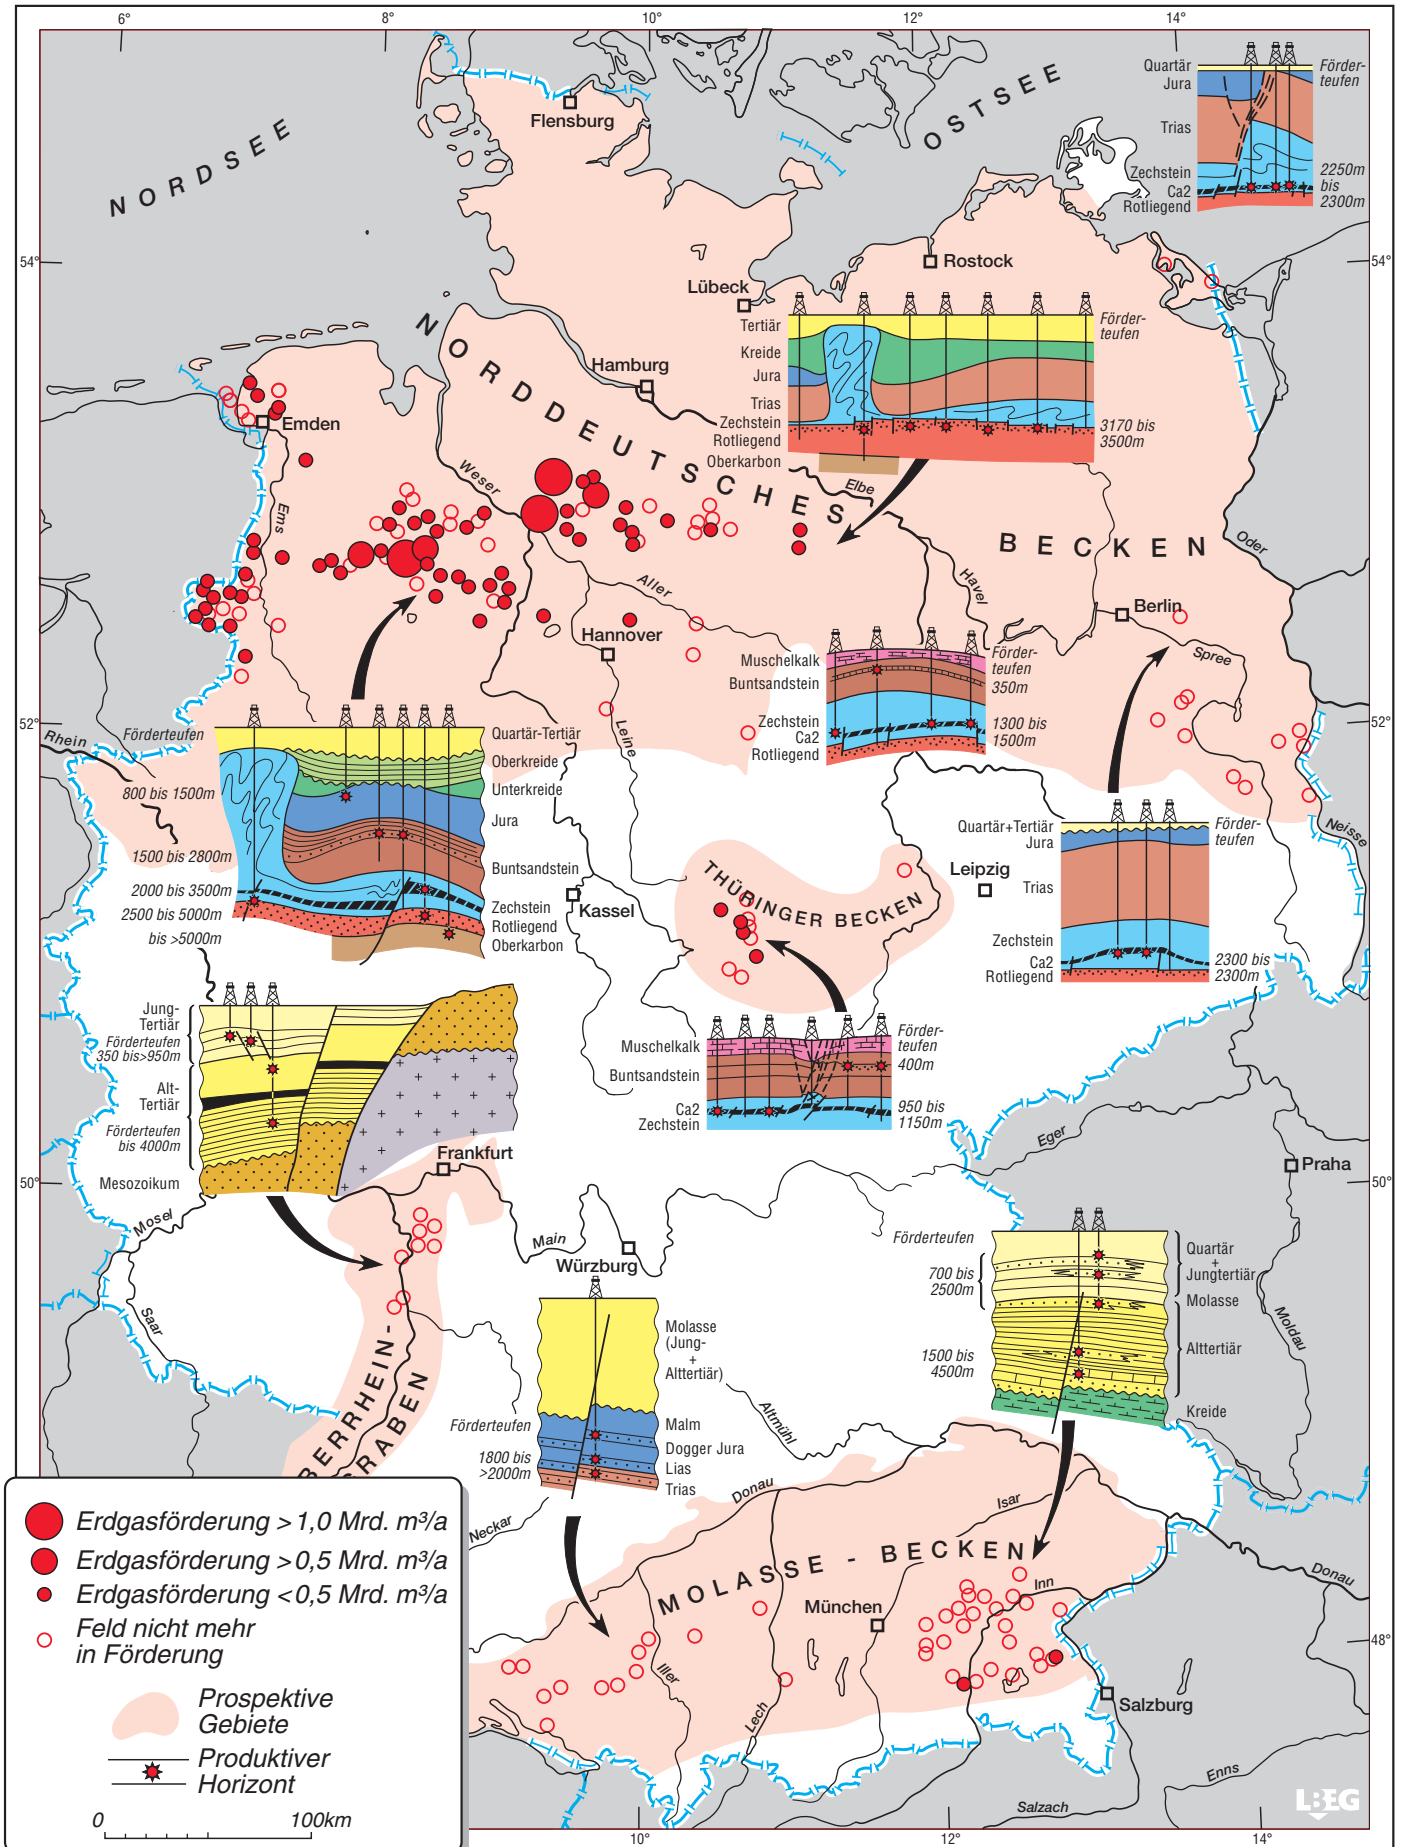 6°
8°
10°
12°
14°
NORDSEE
OSTSEE
Flensburg
Quartär
Jura
Trias
Zechstein
Ca2
Rotliegend
Förder-
teufen
2250m
bis
2300m
54°
54°
Rostock
Lübeck
Hamburg
Emden
NORDDEUTSCHES
BECKEN
Tertiär
Kreide
Jura
Trias
Zechstein
Rotliegend
Oberkarbon
Förder-
teufen
3170 bis
3500m
Weser
Ems
Elbe
Oder
Aller
Havel
Berlin
Spree
Hannover
Leine
Muschelkalk
Buntsandstein
Zechstein
Ca2
Rotliegend
Förder-
teufen
350m
1300 bis
1500m
52°
52°
Rhein
Förderteufen
800 bis 1500m
1500 bis 2800m
2000 bis 3500m
2500 bis 5000m
bis >5000m
Quartär-Tertiär
Oberkreide
Unterkreide
Jura
Buntsandstein
Zechstein
Rotliegend
Oberkarbon
Kassel
THÜRINGER BECKEN
Leipzig
Neisse
Quartär+Tertiär
Jura
Trias
Zechstein
Ca2
Rotliegend
Förder-
teufen
2300 bis
2300m
Jung-
Tertiär
Förderteufen
350 bis>950m
Alt-
Tertiär
Förderteufen
bis 4000m
Mesozoikum
Muschelkalk
Buntsandstein
Ca2
Zechstein
Förder-
teufen
400m
950 bis
1150m
Eger
Praha
Frankfurt
50°
50°
Mosel
Saar
Main
Würzburg
Moldau
Förderteufen
700 bis
2500m
1500 bis
4500m
Quartär
+
Jungtertiär
Molasse
Alttertiär
Kreide
Molasse
(Jung-
+
Alttertiär)
Malm
Dogger Jura
Lias
Trias
Förderteufen
1800 bis
>2000m
BERRHEIN-
GRABEN
Altmühl
Neckar
Donau
Isar
MOLASSE - BECKEN
Inn
Donau
München
48°
Iller
Lech
Salzburg
Enns
Salzach
Erdgasförderung >1,0 Mrd. m³/a
Erdgasförderung >0,5 Mrd. m³/a
Erdgasförderung <0,5 Mrd. m³/a
Feld nicht mehr
in Förderung
Prospektive
Gebiete
Produktiver
Horizont
0
100km
LBEG
10°
12°
14°